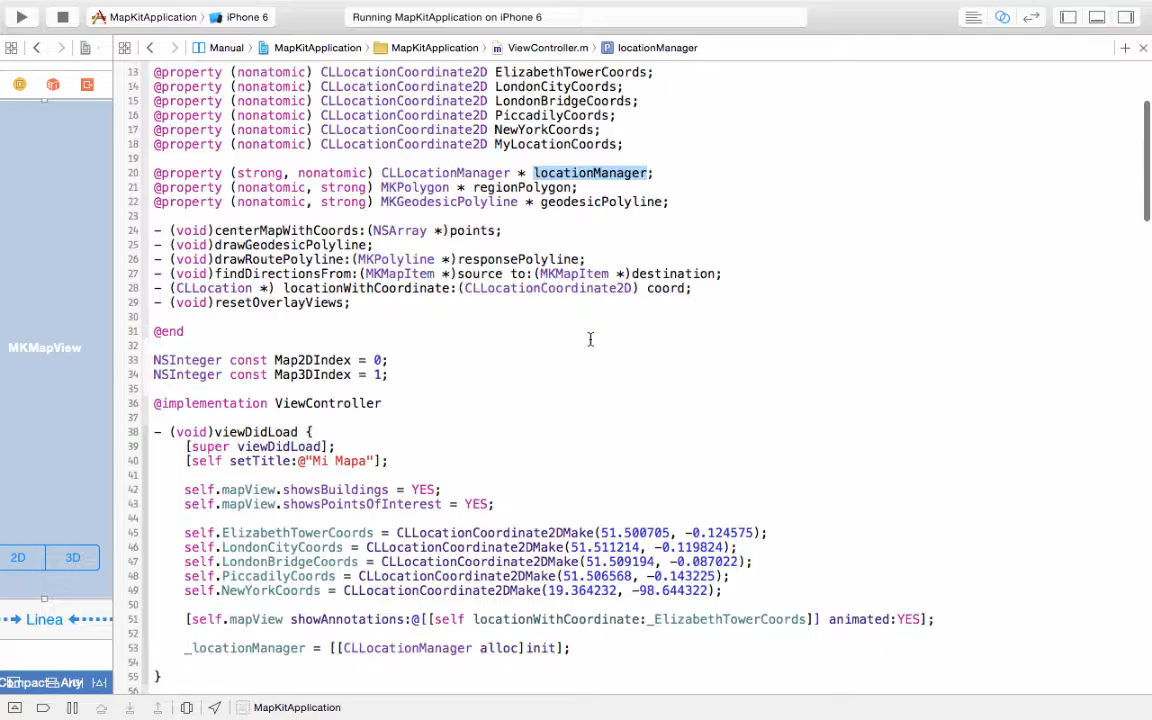 MapKitApplication iPhone 6
Running MapKitApplication on iPhone 6
Manual MapKitApplication MapKitApplication ViewController.m P locationManager
13 @property (nonatomic) CLLocationCoordinate2D ElizabethTowerCoords;
14 @property (nonatomic) CLLocationCoordinate2D LondonCityCoords;
15 @property (nonatomic) CLLocationCoordinate2D LondonBridgeCoords;
16 @property (nonatomic) CLLocationCoordinate2D PiccadilyCoords;
17 @property (nonatomic) CLLocationCoordinate2D NewYorkCoords;
18 @property (nonatomic) CLLocationCoordinate2D MyLocationCoords;
19
20 @property (strong, nonatomic) CLLocationManager * locationManager;
21 @property (nonatomic, strong) MKPolygon * regionPolygon;
22 @property (nonatomic, strong) MKGeodesicPolyline * geodesicPolyline;
23
24 - (void)centerMapWithCoords:(NSArray *)points;
25 - (void)drawGeodesicPolyline;
26 - (void)drawRoutePolyline:(MKPolyline *)responsePolyline;
27 - (void)findDirectionsFrom:(MKMapItem *)source to:(MKMapItem *)destination;
28 - (CLLocation *) locationWithCoordinate:(CLLocationCoordinate2D) coord;
29 - (void)resetOverlayViews;
30
31 @end
32
33 NSInteger const Map2DIndex = 0;
34 NSInteger const Map3DIndex = 1;
35
36 @implementation ViewController
37
38 - (void)viewDidLoad {
39 [super viewDidLoad];
40 [self setTitle:@"Mi Mapa"];
41
42 self.mapView.showsBuildings = YES;
43 self.mapView.showsPointsOfInterest = YES;
44
45 self.ElizabethTowerCoords = CLLocationCoordinate2DMake(51.500705, -0.124575);
46 self.LondonCityCoords = CLLocationCoordinate2DMake(51.511214, -0.119824);
47 self.LondonBridgeCoords = CLLocationCoordinate2DMake(51.509194, -0.087022);
48 self.PiccadilyCoords = CLLocationCoordinate2DMake(51.506568, -0.143225);
49 self.NewYorkCoords = CLLocationCoordinate2DMake(19.364232, -98.644322);
50
51 [self.mapView showAnnotations:@[[self locationWithCoordinate:_ElizabethTowerCoords]] animated:YES];
52
53 _locationManager = [[CLLocationManager alloc]init];
54
55 }
56
MKMapView
2D 3D
Linea
Compact Any
MapKitApplication